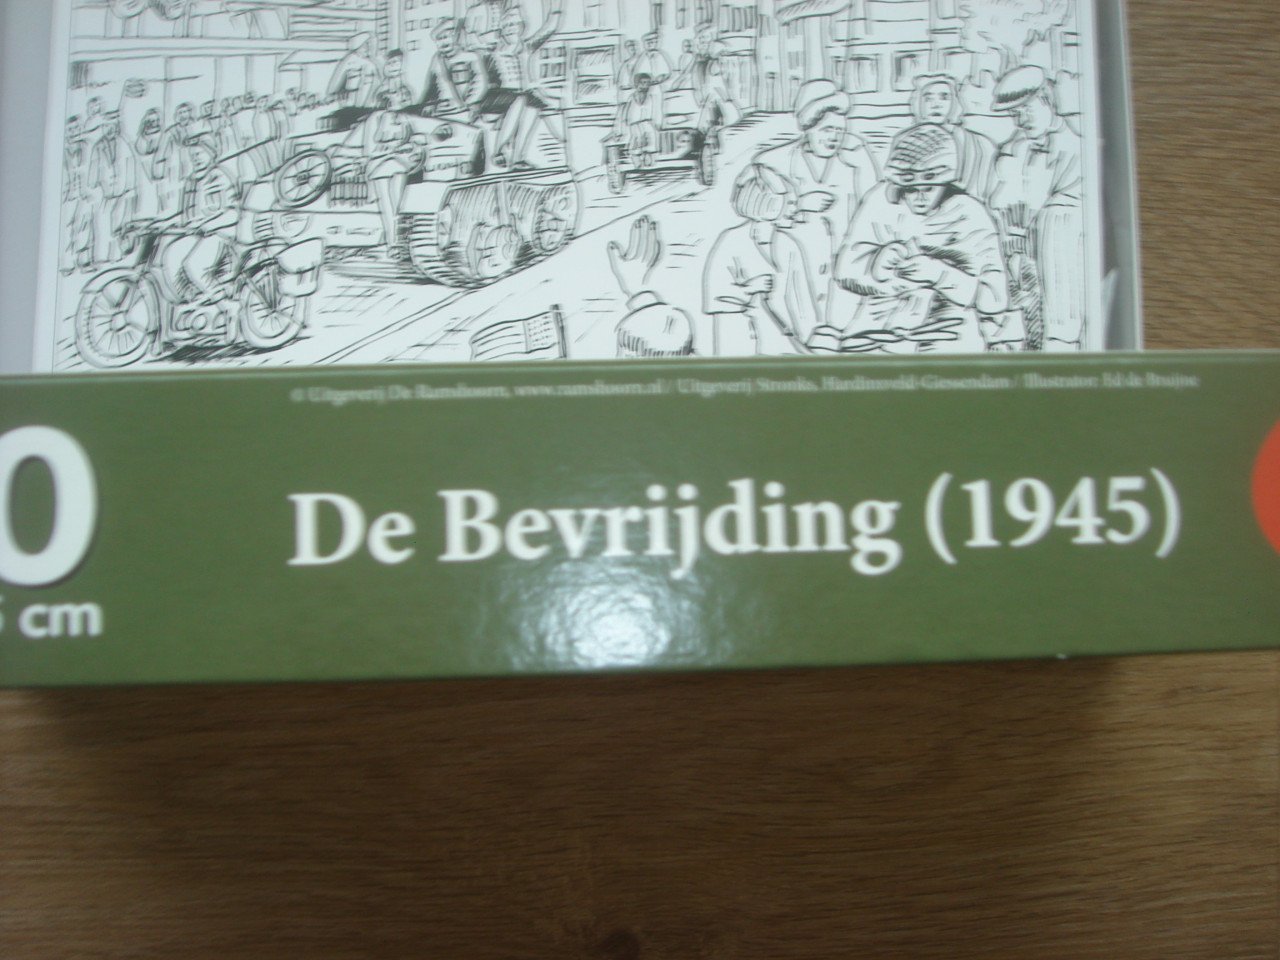 © Uitgeverij De Ramshoorn, www.ramshoorn.nl / Uitgeverij Stronks, Hardinxveld-Giessendam / Illustrator: Ed de Bruijne
0
De Bevrijding (1945)
cm